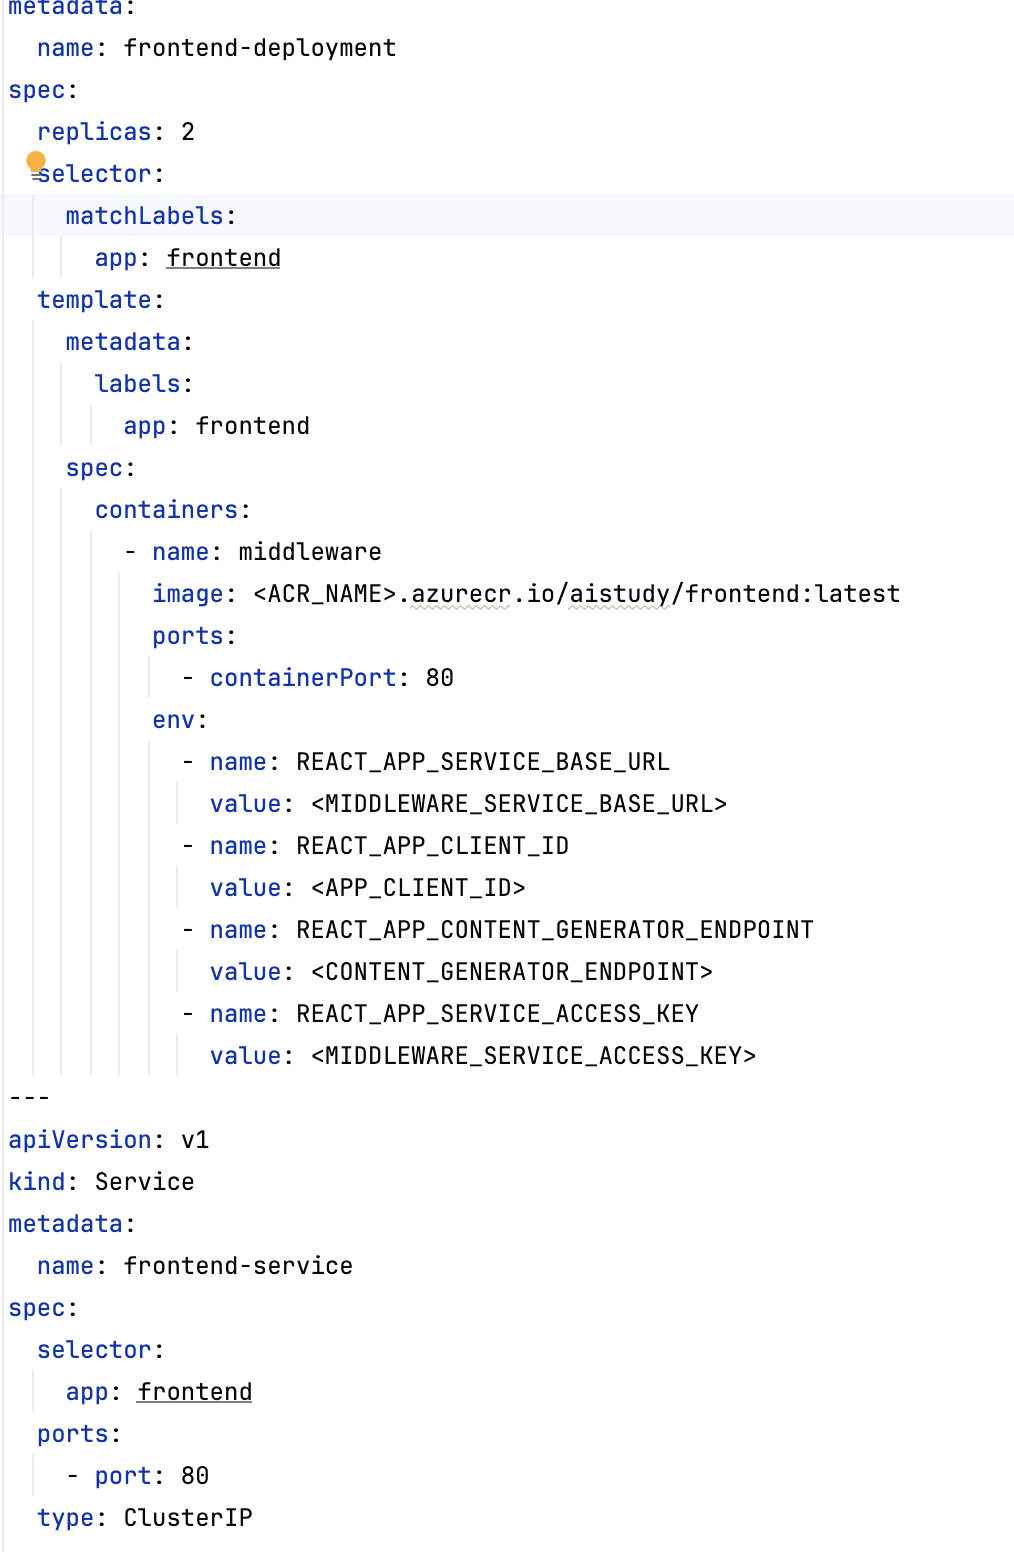 metadata:
  name: frontend-deployment
spec:
  replicas: 2
  selector:
    matchLabels:
      app: frontend
  template:
    metadata:
      labels:
        app: frontend
    spec:
      containers:
        - name: middleware
          image: <ACR_NAME>.azurecr.io/aistudy/frontend:latest
          ports:
            - containerPort: 80
          env:
            - name: REACT_APP_SERVICE_BASE_URL
              value: <MIDDLEWARE_SERVICE_BASE_URL>
            - name: REACT_APP_CLIENT_ID
              value: <APP_CLIENT_ID>
            - name: REACT_APP_CONTENT_GENERATOR_ENDPOINT
              value: <CONTENT_GENERATOR_ENDPOINT>
            - name: REACT_APP_SERVICE_ACCESS_KEY
              value: <MIDDLEWARE_SERVICE_ACCESS_KEY>
---
apiVersion: v1
kind: Service
metadata:
  name: frontend-service
spec:
  selector:
    app: frontend
  ports:
    - port: 80
  type: ClusterIP